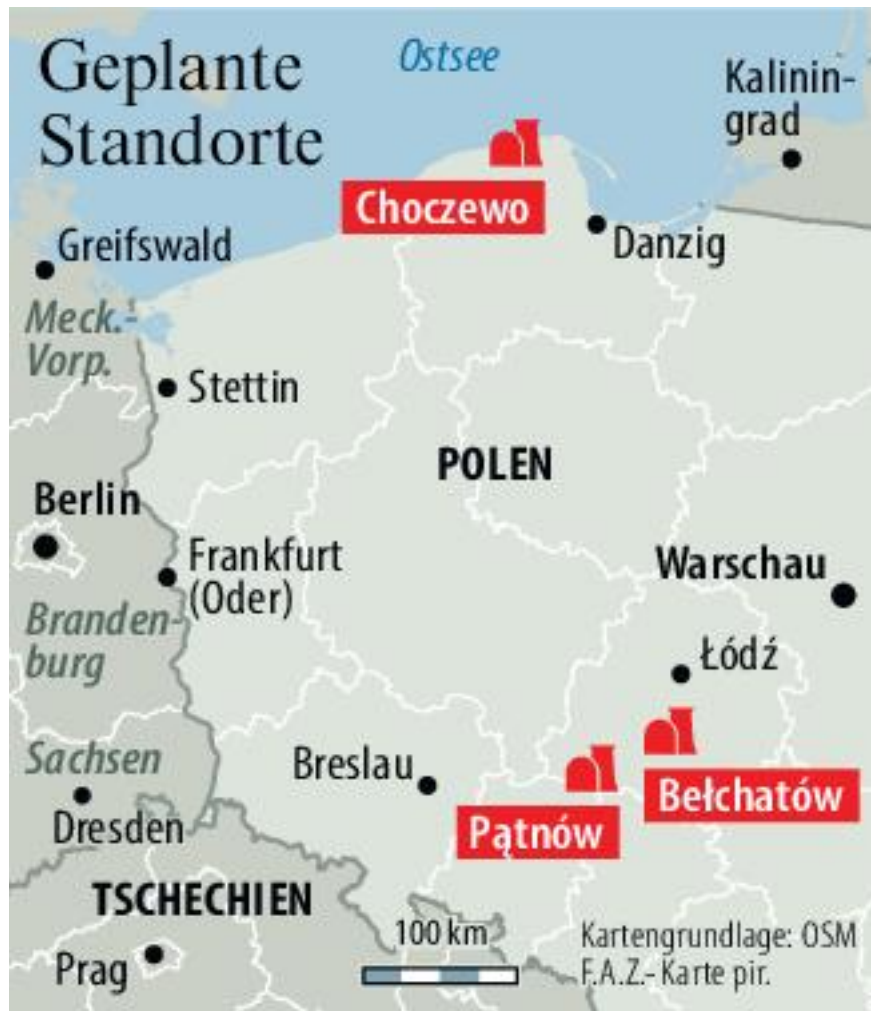 Geplante
Standorte
Ostsee
Kalinin-
grad
Choczewo
Danzig
Greifswald
Meck.-
Vorp.
Stettin
POLEN
Berlin
Frankfurt
(Oder)
Warschau
Branden-
burg
Łódź
Sachsen
Breslau
Bełchatów
Pątnów
Dresden
TSCHECHIEN
100 km
Kartengrundlage: OSM
F.A.Z.-Karte pir.
Prag